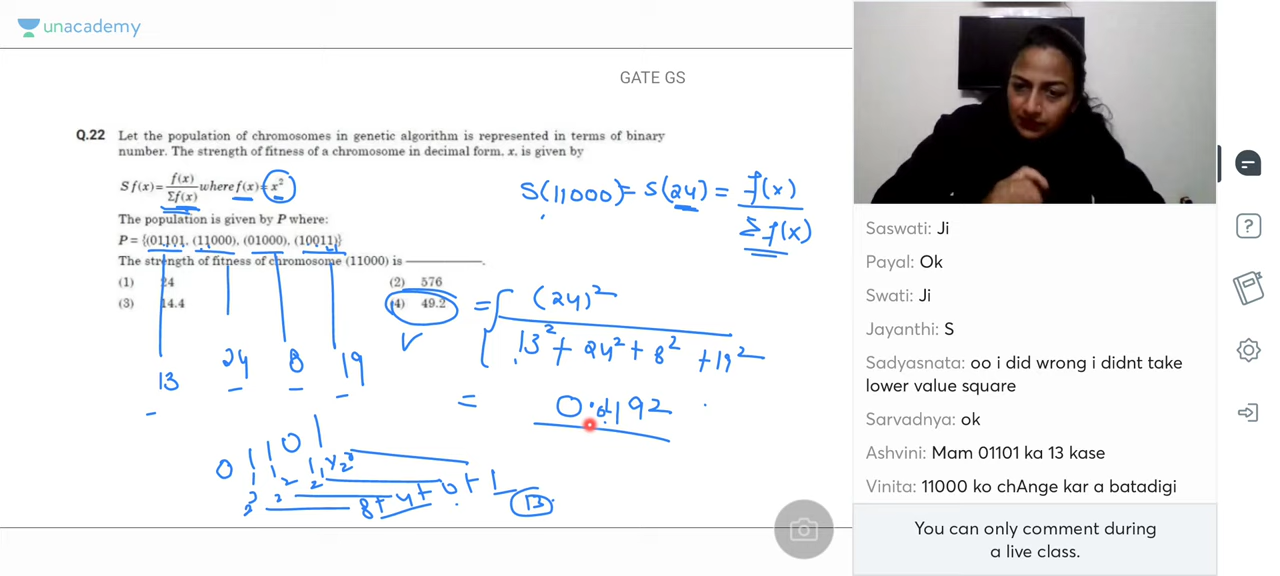 unacademy
GATE GS
Q.22 Let the population of chromosomes in genetic algorithm is represented in terms of binary
number. The strength of fitness of a chromosome in decimal form, x, is given by
S f(x) = f(x) / Σf(x) where f(x) = x²
The population is given by P where:
P = {(01101, (11000), (01000), (10011)}
The strength of fitness of chromosome (11000) is ————.
(1) 24 (2) 576
(3) 14.4 (4) 49.2
S(11000) = S(24) = f(x) / Σ f(x)
= (24)² / 13² + 24² + 8² + 19²
= 0.4192
13 24 8 19
0 1 1 0 1
8 + 4 + 0 + 1
13
Saswati: Ji
Payal: Ok
Swati: Ji
Jayanthi: S
Sadyasnata: oo i did wrong i didnt take
lower value square
Sarvadnya: ok
Ashvini: Mam 01101 ka 13 kase
Vinita: 11000 ko chAnge kar a batadigi
You can only comment during
a live class.